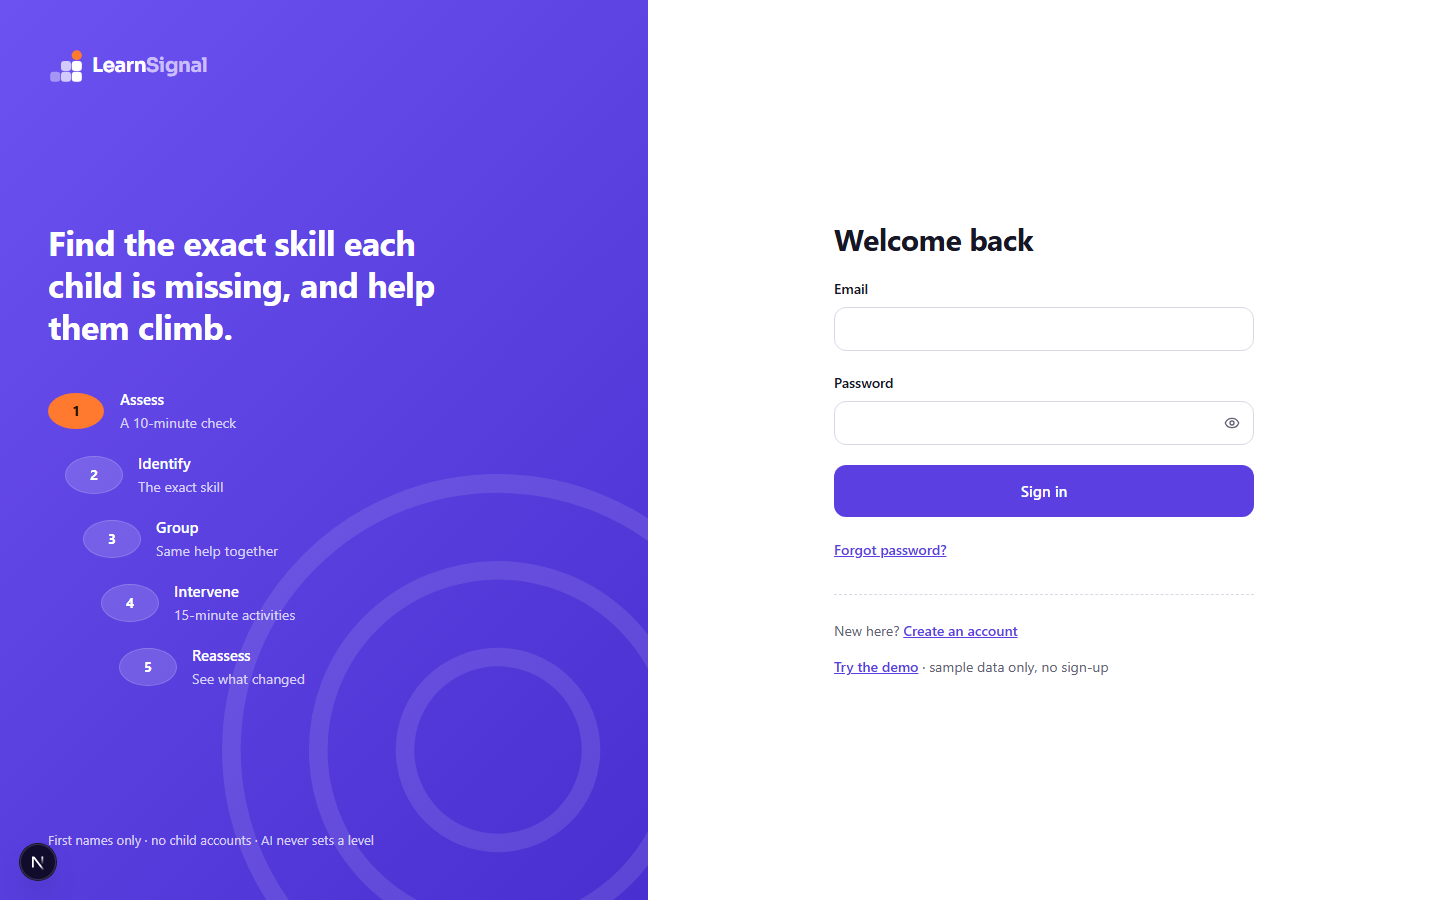 LearnSignal
Find the exact skill each
child is missing, and help
them climb.
1
Assess
A 10-minute check
2
Identify
The exact skill
3
Group
Same help together
4
Intervene
15-minute activities
5
Reassess
See what changed
First names only · no child accounts · AI never sets a level
N
Welcome back
Email
Password
Sign in
Forgot password?
New here? Create an account
Try the demo · sample data only, no sign-up